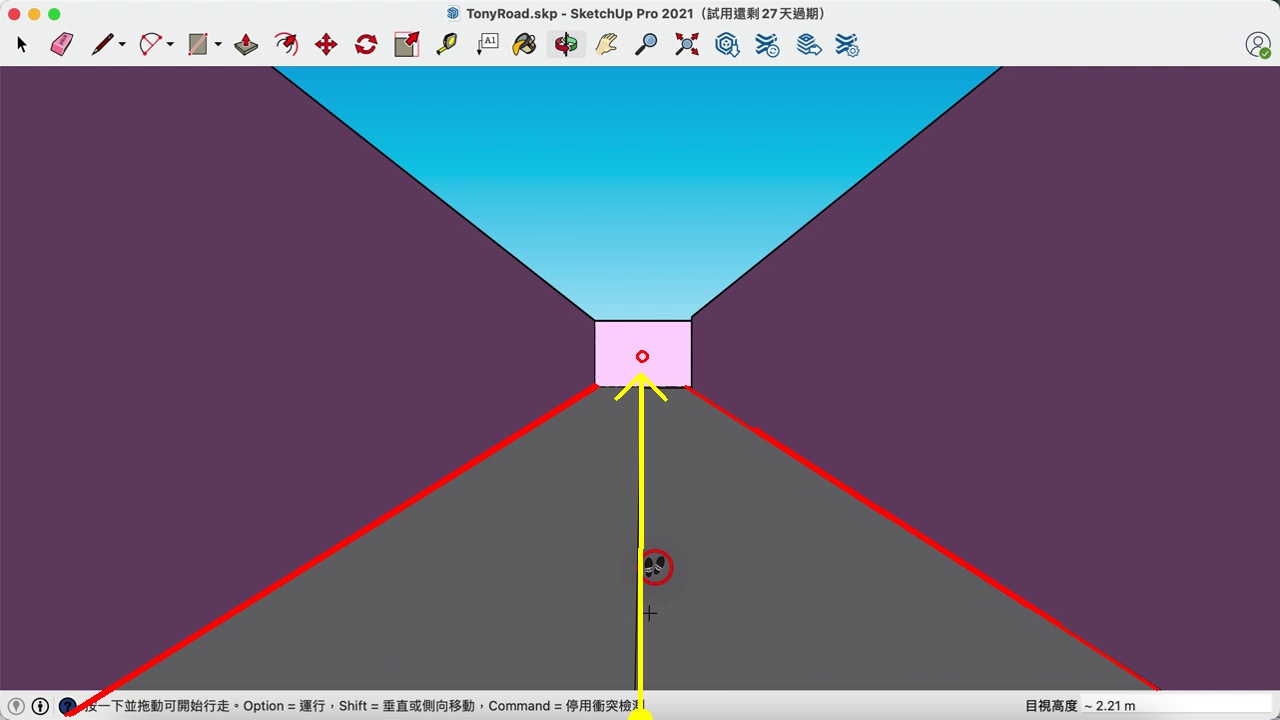 TonyRoad.skp - SketchUp Pro 2021（試用還剩 27 天過期）
A1
按一下並拖動可開始行走。Option = 運行，Shift = 垂直或側向移動，Command = 停用衝突檢測
目視高度 ~ 2.21 m